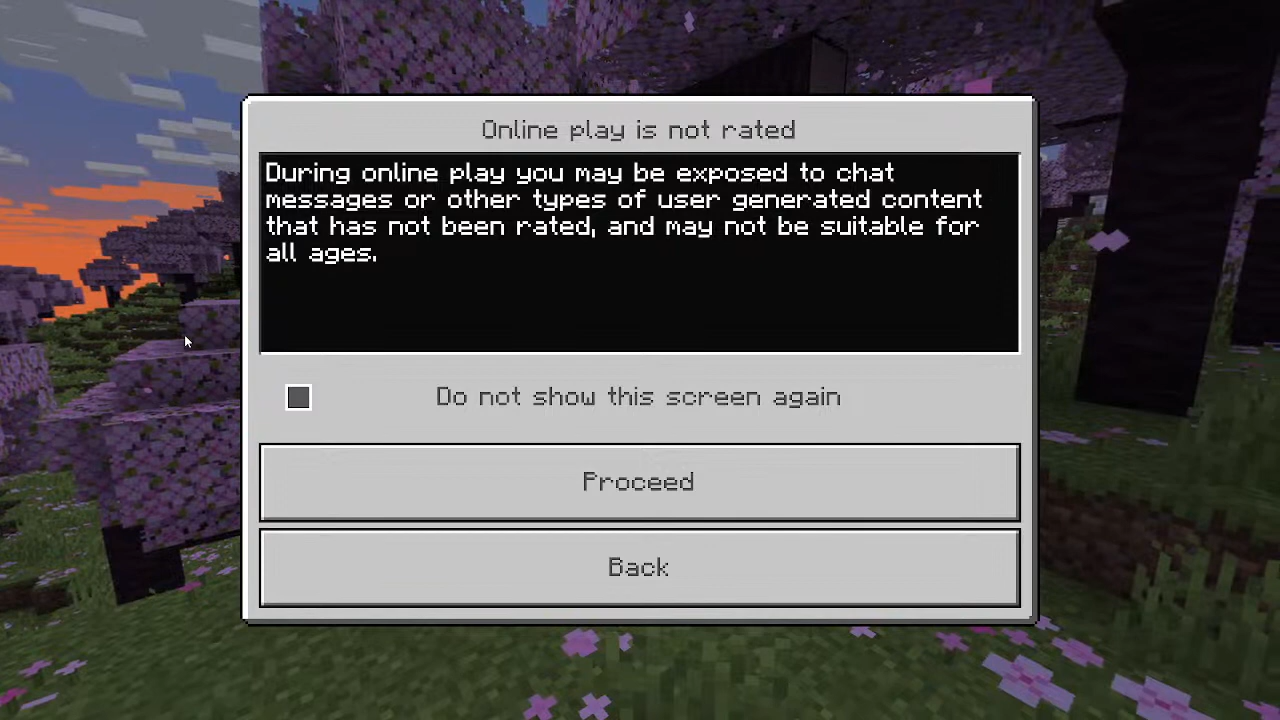 Online play is not rated
During online play you may be exposed to chat
messages or other types of user generated content
that has not been rated, and may not be suitable for
all ages.
Do not show this screen again
Proceed
Back